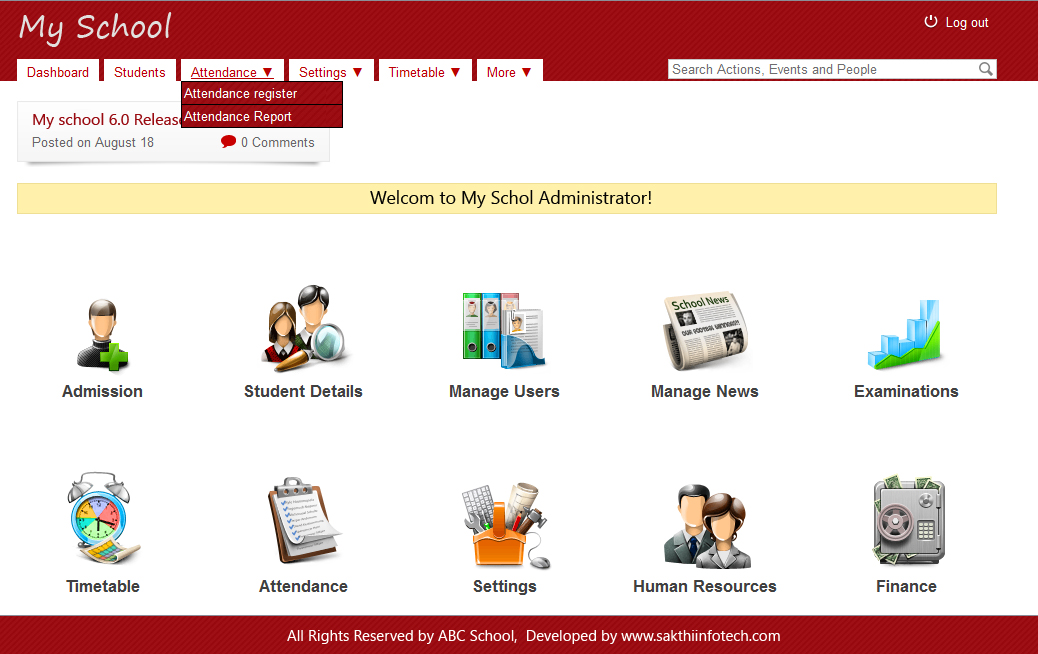 My School
Log out
Dashboard Students Attendance ▼ Settings ▼ Timetable ▼ More ▼
Search Actions, Events and People
Attendance register
Attendance Report
My school 6.0 Releas
Posted on August 18 0 Comments
Welcom to My Schol Administrator!
School News
OUR FOOTBALL WINNING!!!
Admission Student Details Manage Users Manage News Examinations
Timetable Attendance Settings Human Resources Finance
All Rights Reserved by ABC School, Developed by www.sakthiinfotech.com